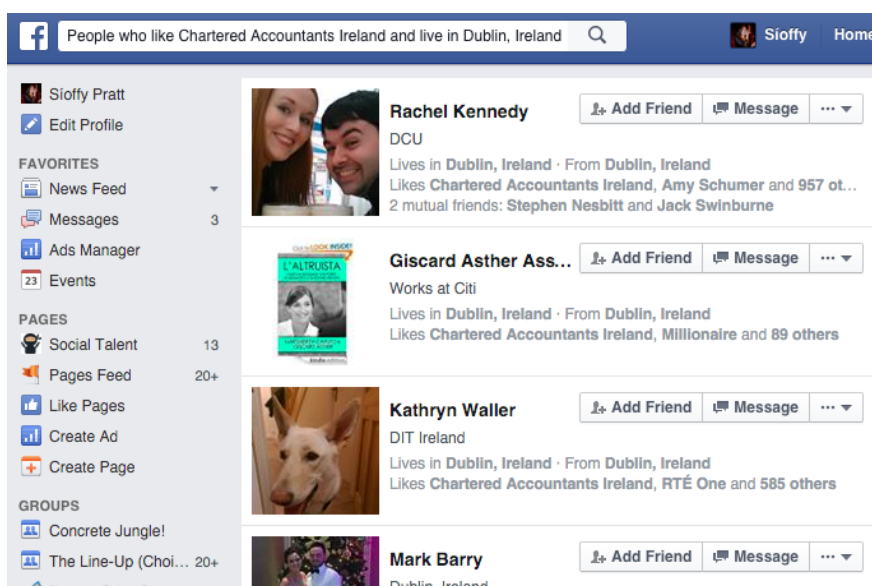 f
People who like Chartered Accountants Ireland and live in Dublin, Ireland
Síoffy
Home
Síoffy Pratt
Edit Profile
FAVORITES
News Feed
Messages 3
Ads Manager
23 Events
PAGES
Social Talent 13
Pages Feed 20+
Like Pages
Create Ad
Create Page
GROUPS
Concrete Jungle!
The Line-Up (Choi... 20+
Rachel Kennedy
Add Friend Message ...
DCU
Lives in Dublin, Ireland · From Dublin, Ireland
Likes Chartered Accountants Ireland, Amy Schumer and 957 ot...
2 mutual friends: Stephen Nesbitt and Jack Swinburne
LOOK INSIDE!
L'ALTRUISTA
kindle edition
Giscard Asther Ass...
Add Friend Message ...
Works at Citi
Lives in Dublin, Ireland · From Dublin, Ireland
Likes Chartered Accountants Ireland, Millionaire and 89 others
Kathryn Waller
Add Friend Message ...
DIT Ireland
Lives in Dublin, Ireland · From Dublin, Ireland
Likes Chartered Accountants Ireland, RTÉ One and 585 others
Mark Barry
Add Friend Message ...
Dublin, Ireland